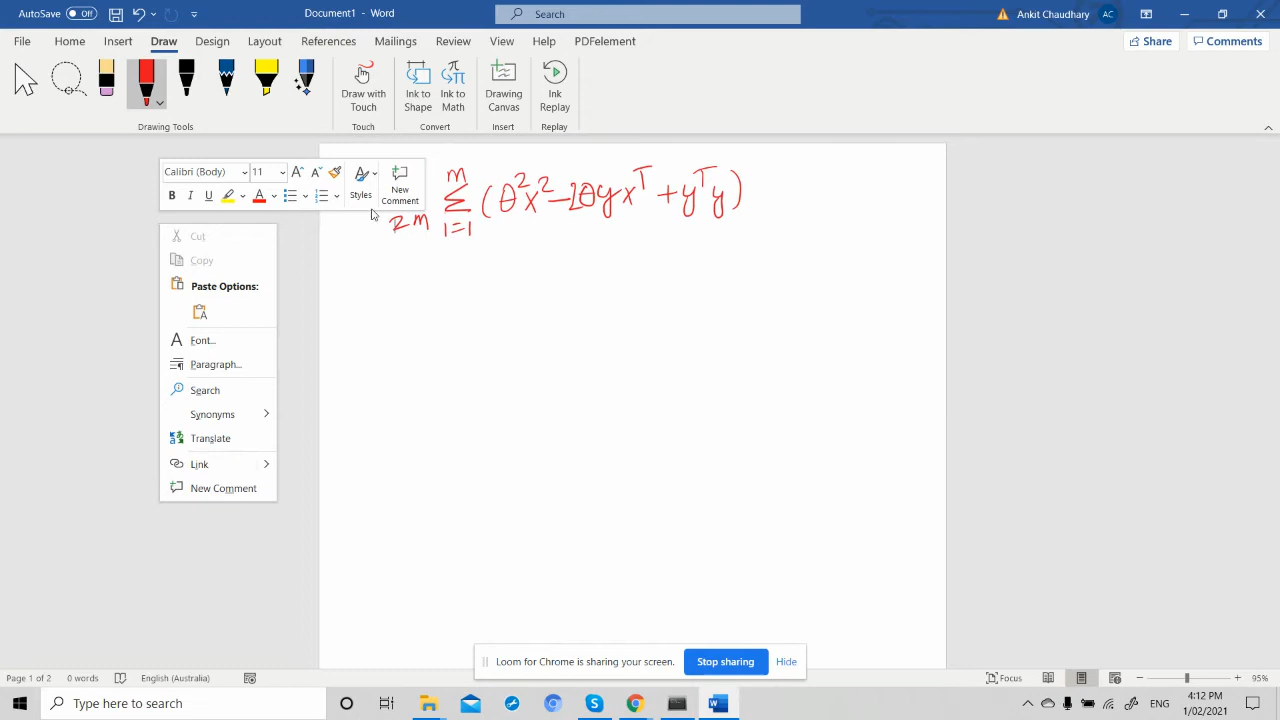 AutoSave Off Document1 - Word Search Ankit Chaudhary AC
File Home Insert Draw Design Layout References Mailings Review View Help PDFelement Share Comments
Draw with Touch Ink to Shape Ink to Math Drawing Canvas Ink Replay
Drawing Tools Touch Convert Insert Replay
Calibri (Body) 11 A A Styles New Comment
B I U A
2m m Σ i=1 (θ²x² - 2θyxᵀ + yᵀy)
Cut
Copy
Paste Options:
A
A Font...
Paragraph...
Search
Synonyms
Translate
Link
New Comment
Loom for Chrome is sharing your screen. Stop sharing Hide
Page 1 of 2 0 words English (Australia) Focus 95%
Type here to search 4:12 PM
1/02/2021